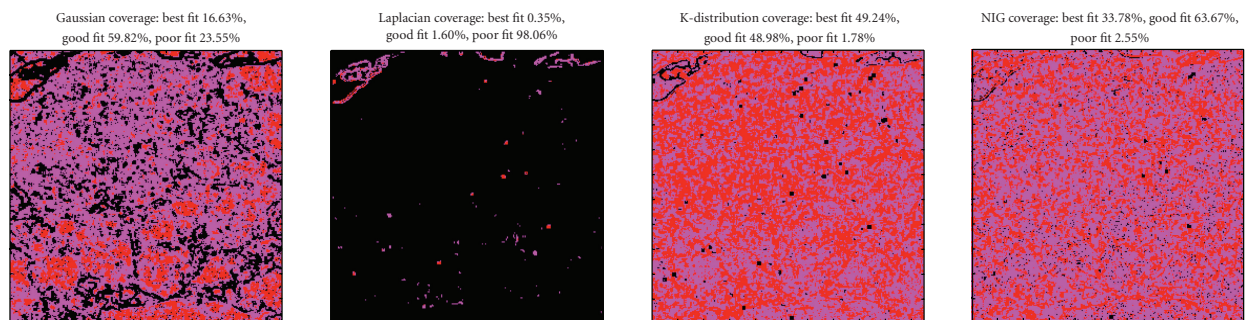 Gaussian coverage: best fit 16.63%,
good fit 59.82%, poor fit 23.55%
Laplacian coverage: best fit 0.35%,
good fit 1.60%, poor fit 98.06%
K-distribution coverage: best fit 49.24%,
good fit 48.98%, poor fit 1.78%
NIG coverage: best fit 33.78%, good fit 63.67%,
poor fit 2.55%